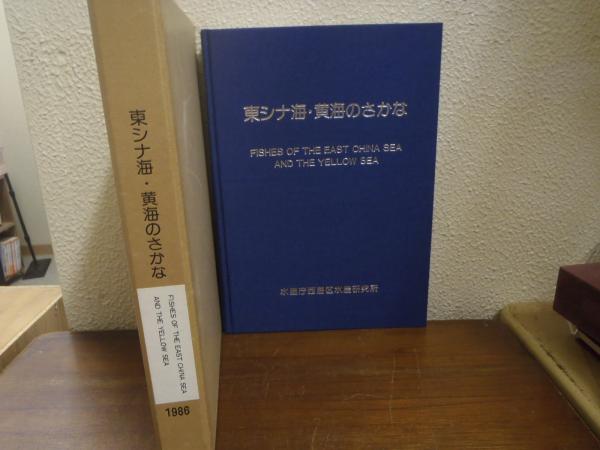 東シナ海・黄海のさかな
FISHES OF THE EAST CHINA SEA
AND THE YELLOW SEA
1986
東シナ海・黄海のさかな
FISHES OF THE EAST CHINA SEA
AND THE YELLOW SEA
水産庁西海区水産研究所